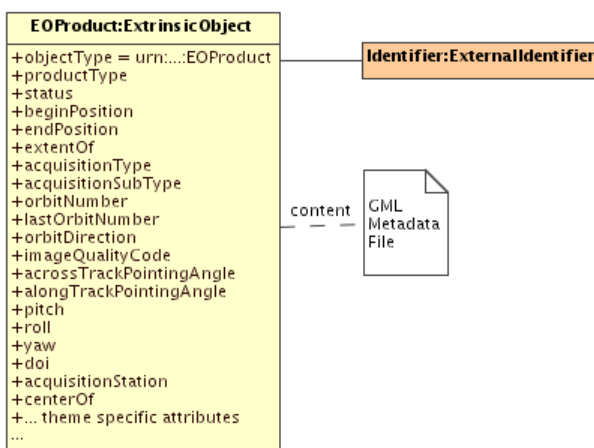 EOProduct:ExtrinsicObject
+objectType = urn:...:EOProduct
+productType
+status
+beginPosition
+endPosition
+extentOf
+acquisitionType
+acquisitionSubType
+orbitNumber
+lastOrbitNumber
+orbitDirection
+imageQualityCode
+acrossTrackPointingAngle
+alongTrackPointingAngle
+pitch
+roll
+yaw
+doi
+acquisitionStation
+centerOf
+... theme specific attributes
...
Identifier:ExternalIdentifier
content
GML
Metadata
File